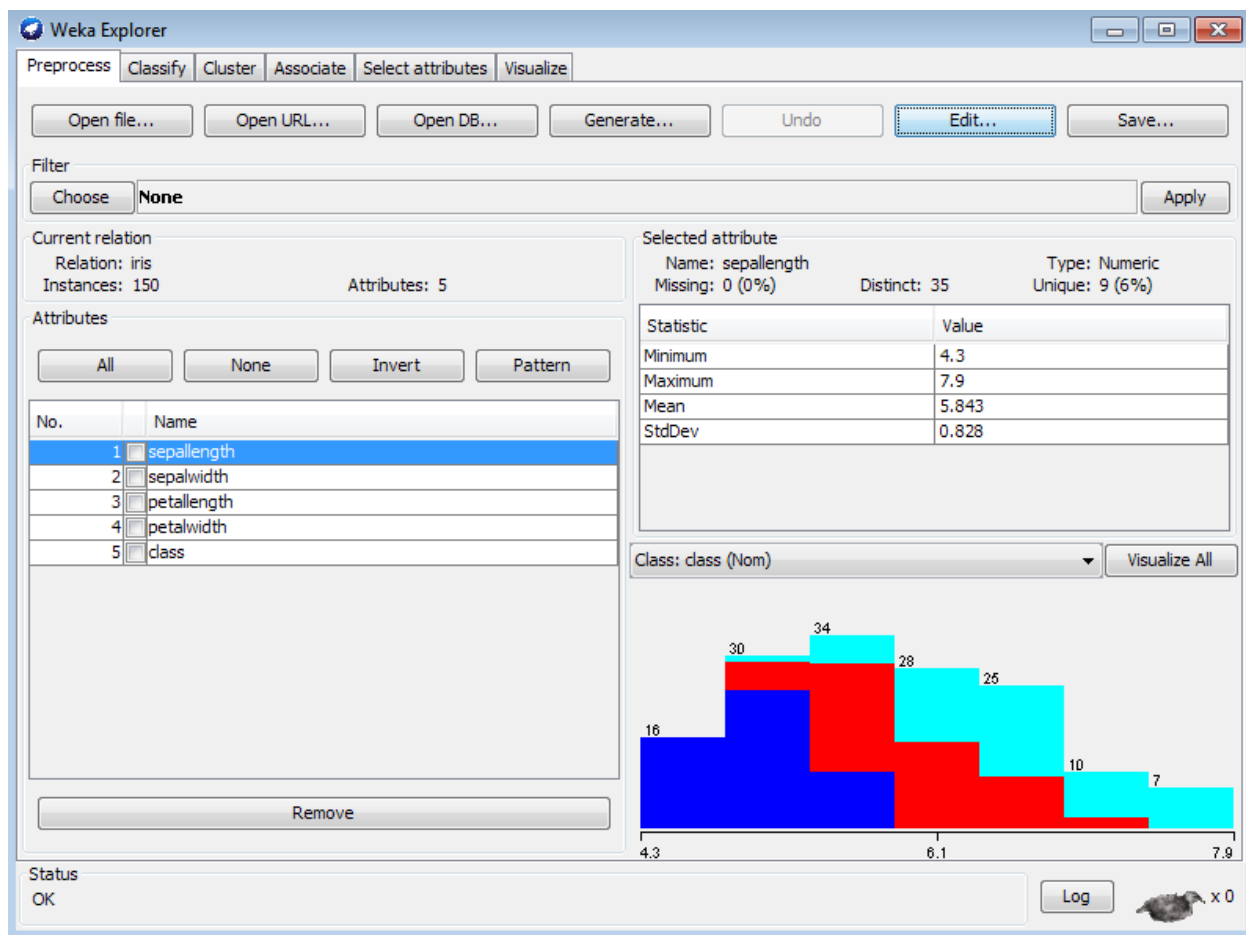 Weka Explorer
Preprocess Classify Cluster Associate Select attributes Visualize
Open file... Open URL... Open DB... Generate... Undo Edit... Save...
Filter
Choose None Apply
Current relation
Relation: iris
Instances: 150 Attributes: 5
Attributes
All None Invert Pattern
No. Name
1 sepallength
2 sepalwidth
3 petallength
4 petalwidth
5 class
Remove
Selected attribute
Name: sepallength Type: Numeric
Missing: 0 (0%) Distinct: 35 Unique: 9 (6%)
Statistic Value
Minimum 4.3
Maximum 7.9
Mean 5.843
StdDev 0.828
Class: class (Nom) Visualize All
16 30 34 28 25 10 7
4.3 6.1 7.9
Status
OK
Log x 0